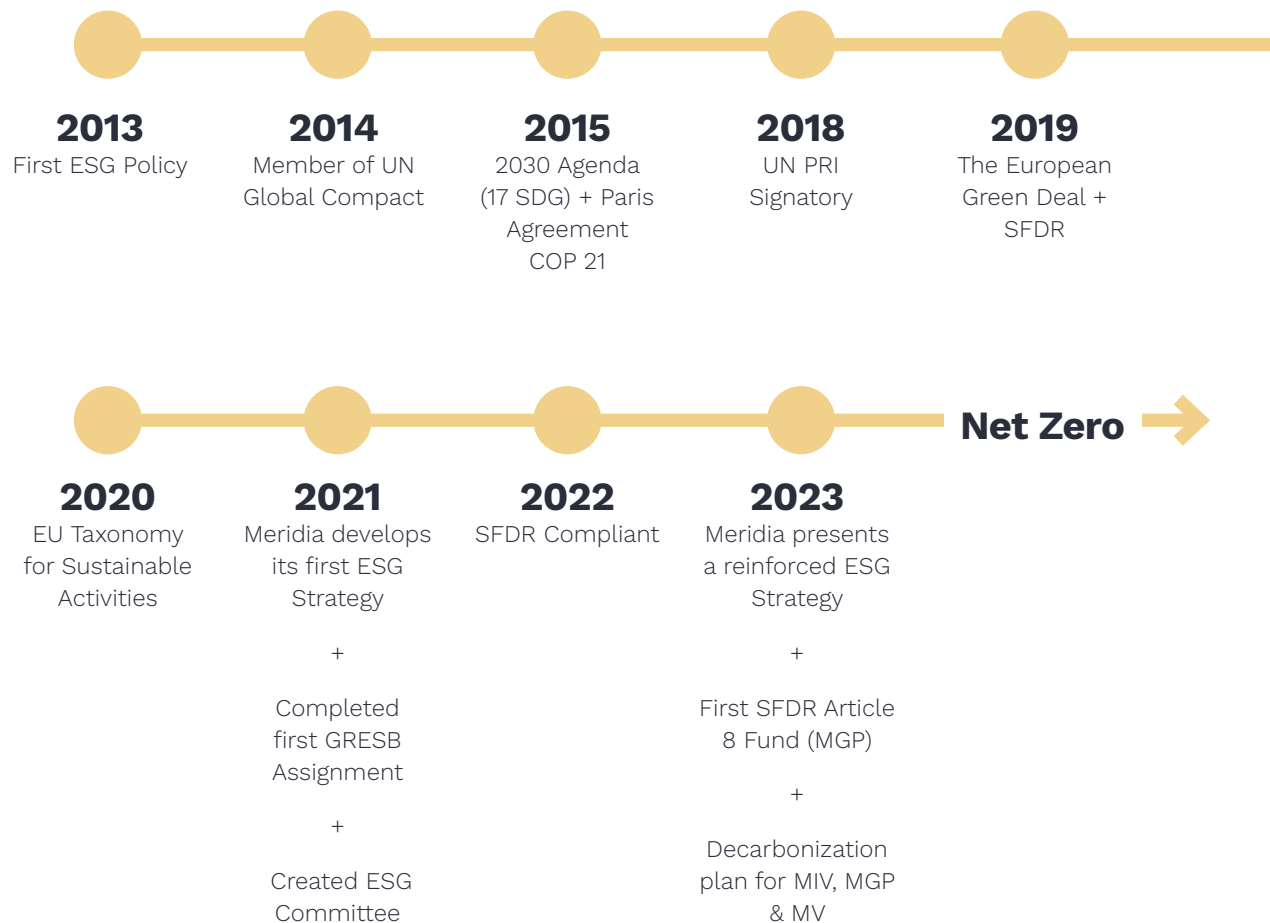 2013
First ESG Policy
2014
Member of UN
Global Compact
2015
2030 Agenda
(17 SDG) + Paris
Agreement
COP 21
2018
UN PRI
Signatory
2019
The European
Green Deal +
SFDR
Net Zero
2020
EU Taxonomy
for Sustainable
Activities
2021
Meridia develops
its first ESG
Strategy
+
Completed
first GRESB
Assignment
+
Created ESG
Committee
2022
SFDR Compliant
2023
Meridia presents
a reinforced ESG
Strategy
+
First SFDR Article
8 Fund (MGP)
+
Decarbonization
plan for MIV, MGP
& MV